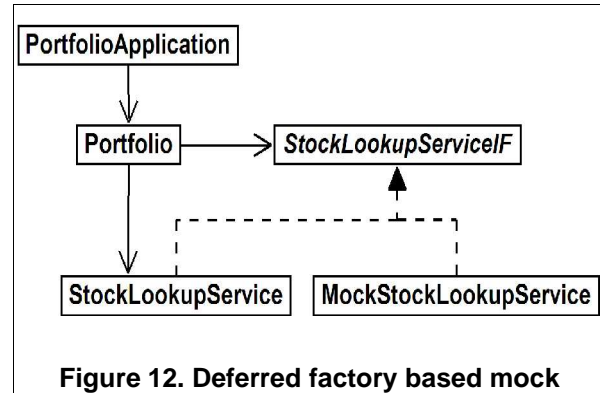 PortfolioApplication
Portfolio
StockLookupServiceIF
StockLookupService
MockStockLookupService
Figure 12. Deferred factory based mock